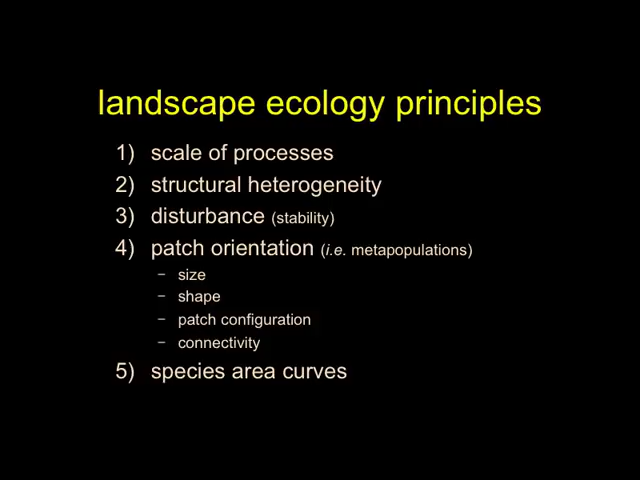 landscape ecology principles
1) scale of processes
2) structural heterogeneity
3) disturbance (stability)
4) patch orientation (i.e. metapopulations)
– size
– shape
– patch configuration
– connectivity
5) species area curves